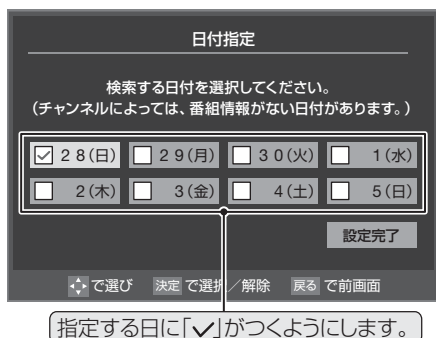 日付指定
検索する日付を選択してください。
(チャンネルによっては、番組情報がない日付があります。)
28(日) 29(月) 30(火) 1(水)
2(木) 3(金) 4(土) 5(日)
設定完了
で選び 決定 で選択/解除 戻る で前画面
指定する日に「✓」がつくようにします。